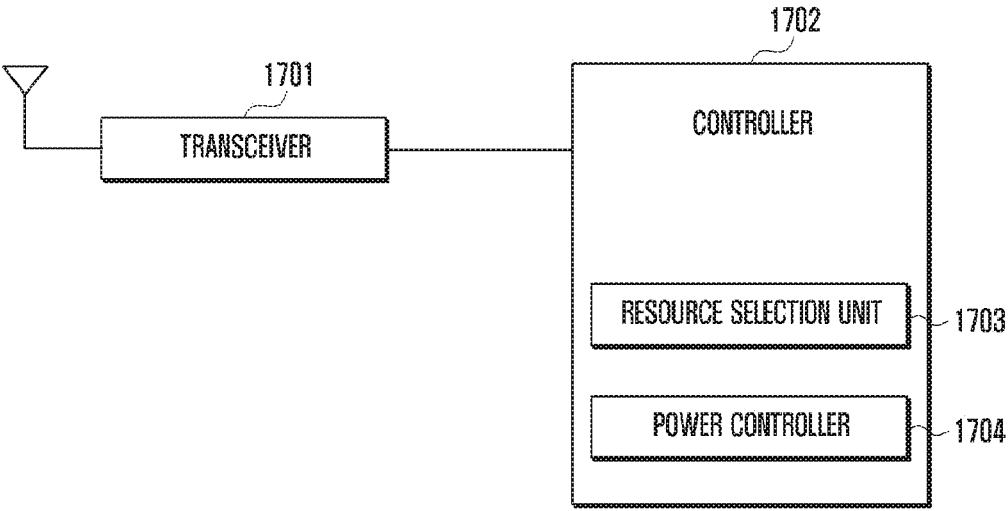 1702
1701
TRANSCEIVER
CONTROLLER
RESOURCE SELECTION UNIT
1703
POWER CONTROLLER
1704